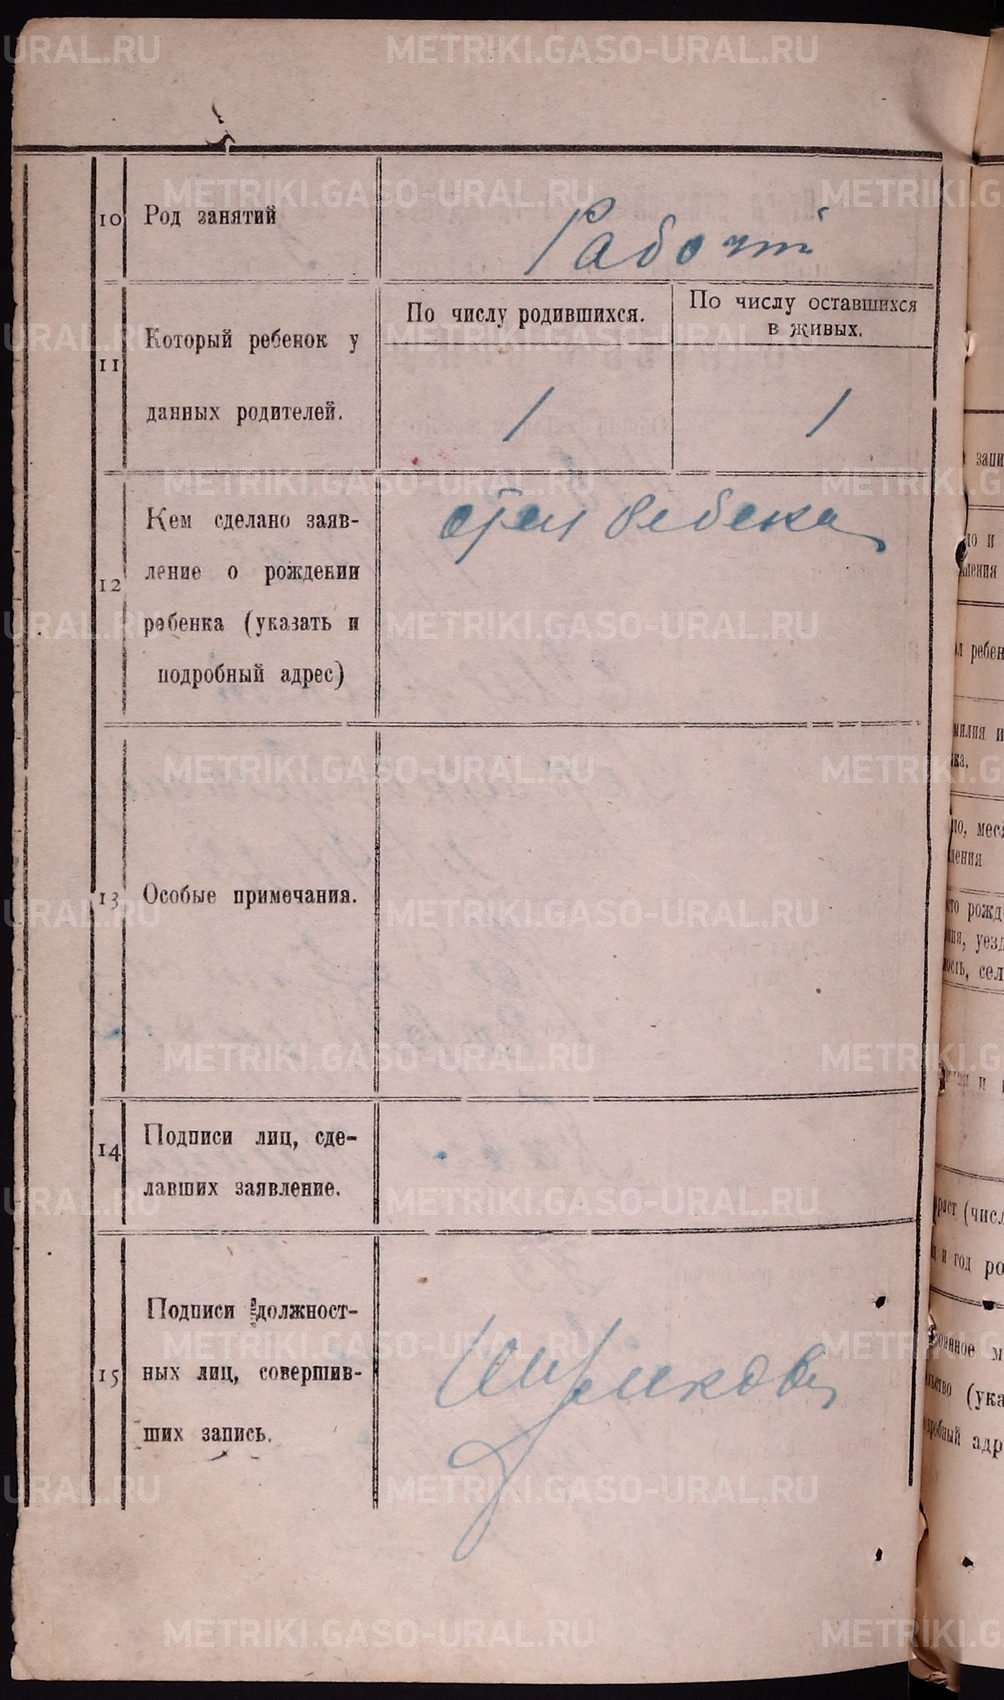 10 Род занятий
Рабочий
11 Который ребенок у
данных родителей.
По числу родившихся.
По числу оставшихся
в живых.
1
1
12 Кем сделано заяв-
ление о рождении
ребенка (указать и
подробный адрес)
отец ребенка
13 Особые примечания.
14 Подписи лиц, сде-
лавших заявление.
15 Подписи должност-
ных лиц, совершив-
ших запись.
METRIKI.GASO-URAL.RU